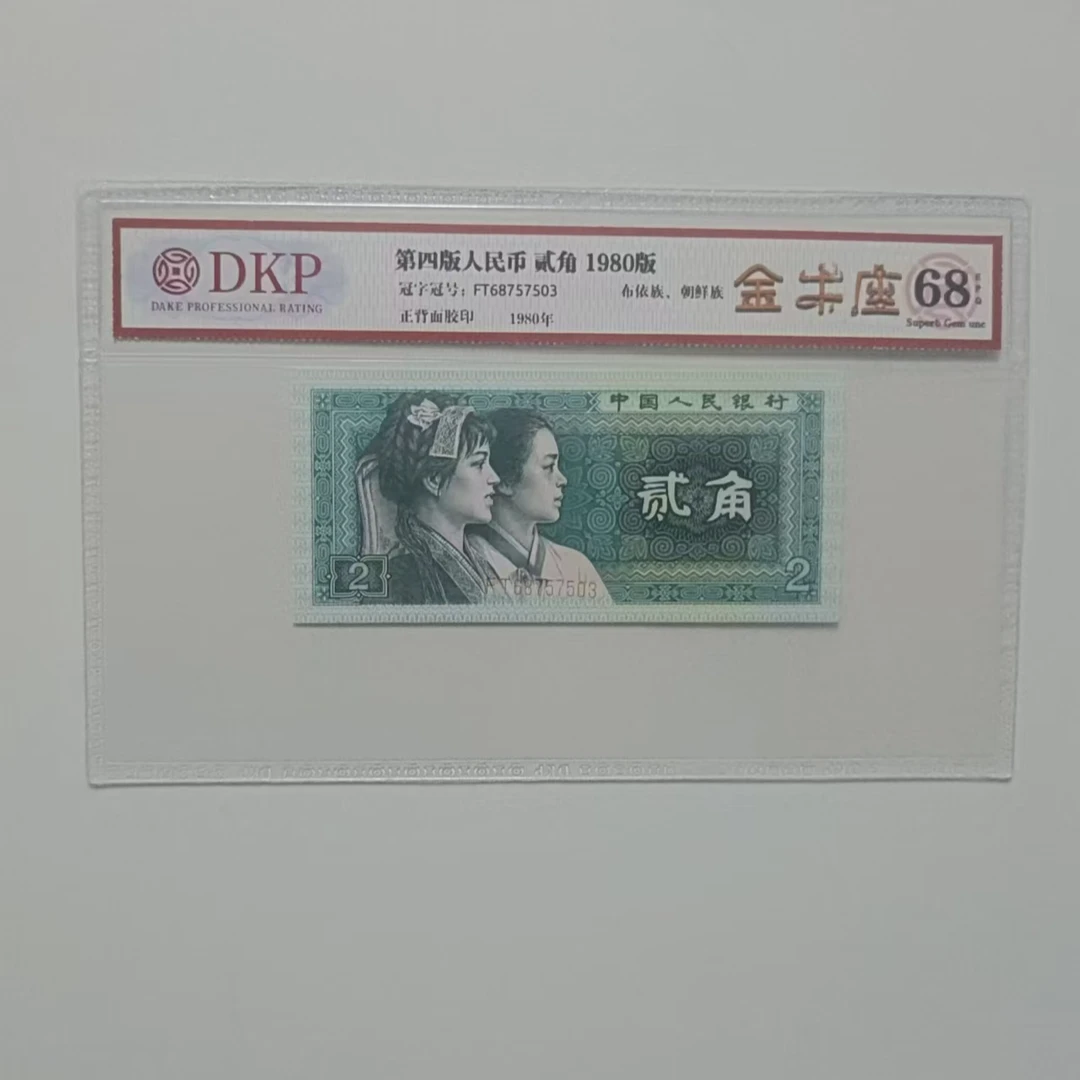 DKP
DAKE PROFESSIONAL RATING
第四版人民币 贰角 1980版
冠字冠号: FT68757503 布依族、朝鲜族
正背面胶印 1980年
金牛座
68
EPQ
Superb Gem unc
中国人民银行
贰角
2
FT68757503
2